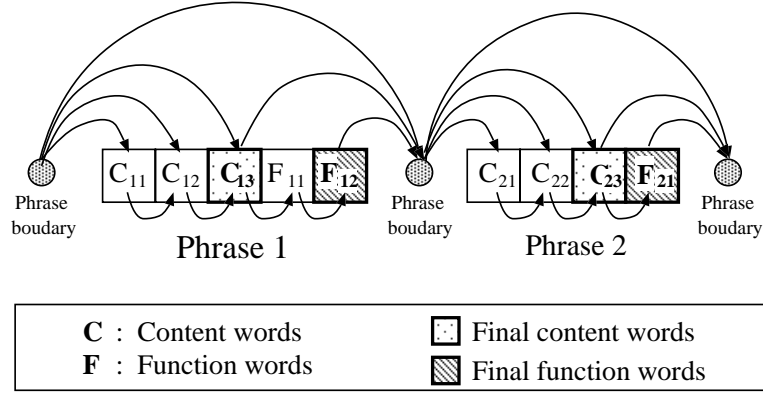 C11 C12 C13 F11 F12 C21 C22 C23 F21
Phrase boudary Phrase boudary Phrase boudary
Phrase 1 Phrase 2
C : Content words Final content words
F : Function words Final function words